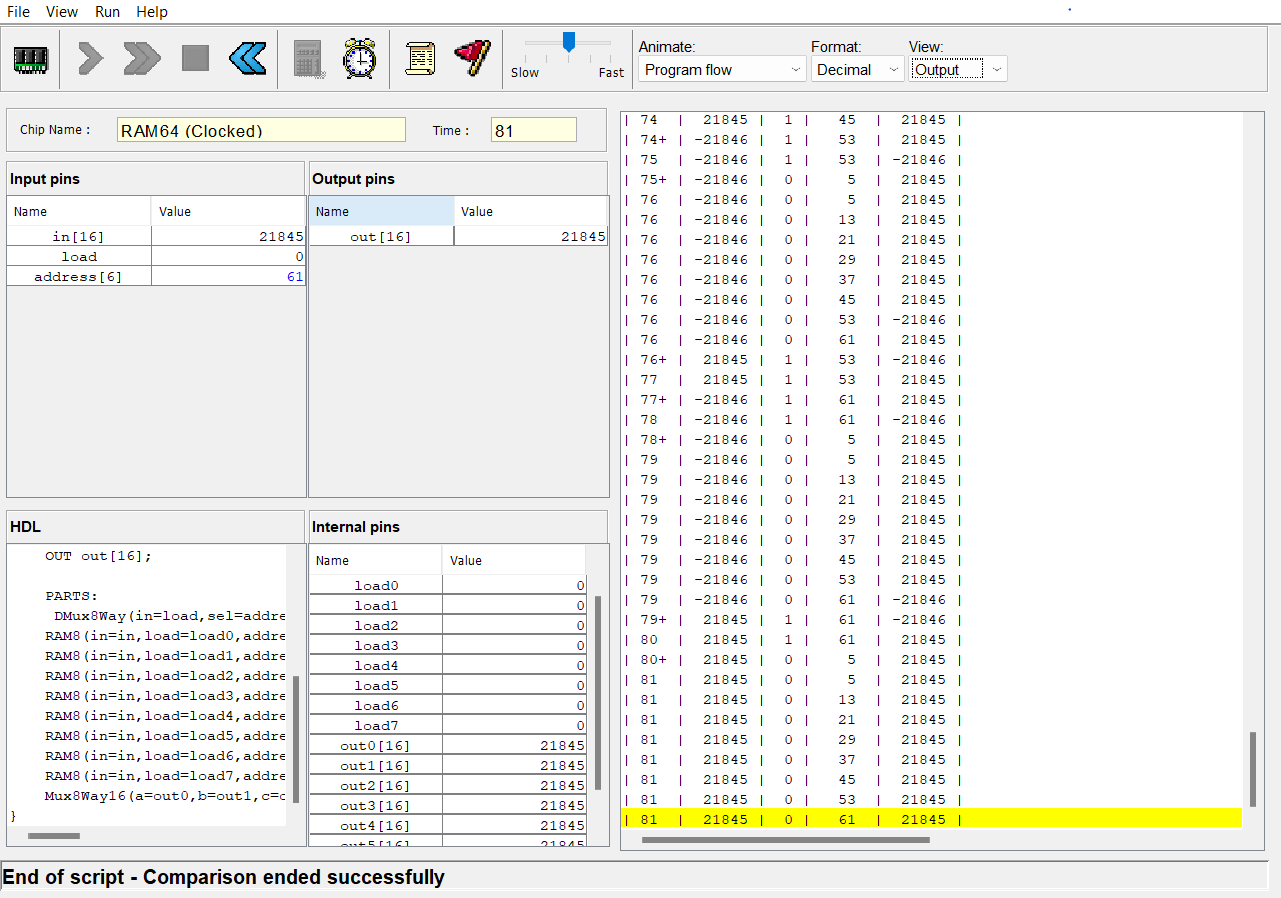 File View Run Help
Slow Fast
Animate: Format: View:
Program flow Decimal Output
Chip Name : RAM64 (Clocked) Time : 81
Input pins
Name Value
in[16] 21845
load 0
address[6] 61
Output pins
Name Value
out[16] 21845
HDL
OUT out[16];
PARTS:
DMux8Way(in=load,sel=addre
RAM8(in=in,load=load0,addre
RAM8(in=in,load=load1,addre
RAM8(in=in,load=load2,addre
RAM8(in=in,load=load3,addre
RAM8(in=in,load=load4,addre
RAM8(in=in,load=load5,addre
RAM8(in=in,load=load6,addre
RAM8(in=in,load=load7,addre
Mux8Way16(a=out0,b=out1,c=o
}
Internal pins
Name Value
load0 0
load1 0
load2 0
load3 0
load4 0
load5 0
load6 0
load7 0
out0[16] 21845
out1[16] 21845
out2[16] 21845
out3[16] 21845
out4[16] 21845
out5[16] 21845
| 74 | 21845 | 1 | 45 | 21845 |
| 74+ | -21846 | 1 | 53 | 21845 |
| 75 | -21846 | 1 | 53 | -21846 |
| 75+ | -21846 | 0 | 5 | 21845 |
| 76 | -21846 | 0 | 5 | 21845 |
| 76 | -21846 | 0 | 13 | 21845 |
| 76 | -21846 | 0 | 21 | 21845 |
| 76 | -21846 | 0 | 29 | 21845 |
| 76 | -21846 | 0 | 37 | 21845 |
| 76 | -21846 | 0 | 45 | 21845 |
| 76 | -21846 | 0 | 53 | -21846 |
| 76 | -21846 | 0 | 61 | 21845 |
| 76+ | 21845 | 1 | 53 | -21846 |
| 77 | 21845 | 1 | 53 | 21845 |
| 77+ | -21846 | 1 | 61 | 21845 |
| 78 | -21846 | 1 | 61 | -21846 |
| 78+ | -21846 | 0 | 5 | 21845 |
| 79 | -21846 | 0 | 5 | 21845 |
| 79 | -21846 | 0 | 13 | 21845 |
| 79 | -21846 | 0 | 21 | 21845 |
| 79 | -21846 | 0 | 29 | 21845 |
| 79 | -21846 | 0 | 37 | 21845 |
| 79 | -21846 | 0 | 45 | 21845 |
| 79 | -21846 | 0 | 53 | 21845 |
| 79 | -21846 | 0 | 61 | -21846 |
| 79+ | 21845 | 1 | 61 | -21846 |
| 80 | 21845 | 1 | 61 | 21845 |
| 80+ | 21845 | 0 | 5 | 21845 |
| 81 | 21845 | 0 | 5 | 21845 |
| 81 | 21845 | 0 | 13 | 21845 |
| 81 | 21845 | 0 | 21 | 21845 |
| 81 | 21845 | 0 | 29 | 21845 |
| 81 | 21845 | 0 | 37 | 21845 |
| 81 | 21845 | 0 | 45 | 21845 |
| 81 | 21845 | 0 | 53 | 21845 |
| 81 | 21845 | 0 | 61 | 21845 |
End of script - Comparison ended successfully